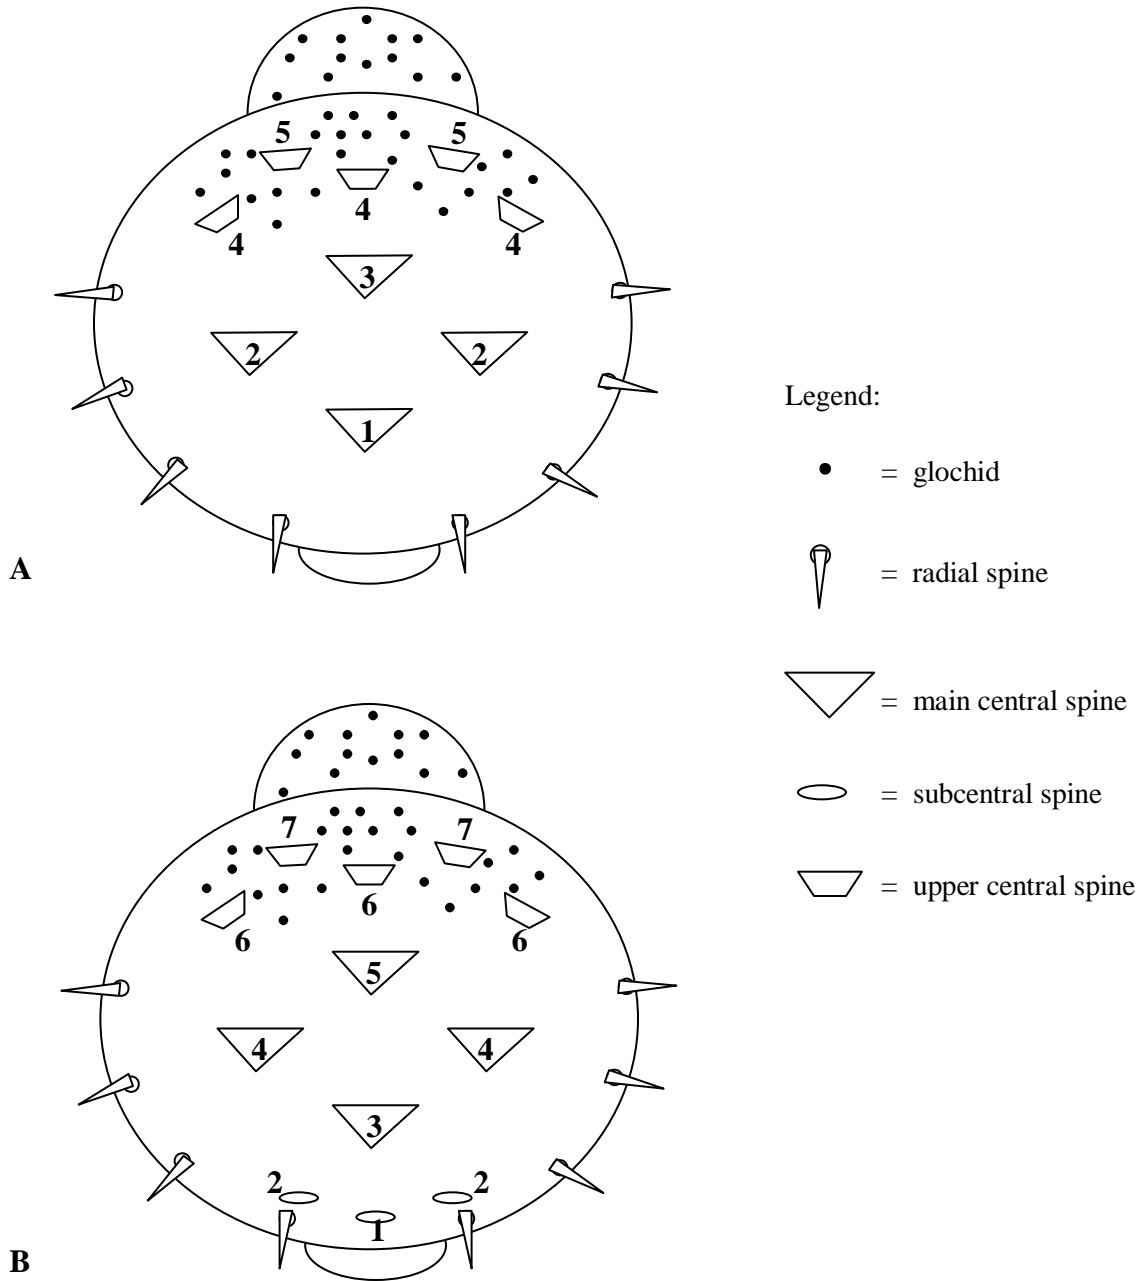 5 5
4
4 4
3
2 2
1
A
Legend:
= glochid
= radial spine
= main central spine
= subcentral spine
= upper central spine
7 7
6
6 6
5
4 4
3
2 2
1
B